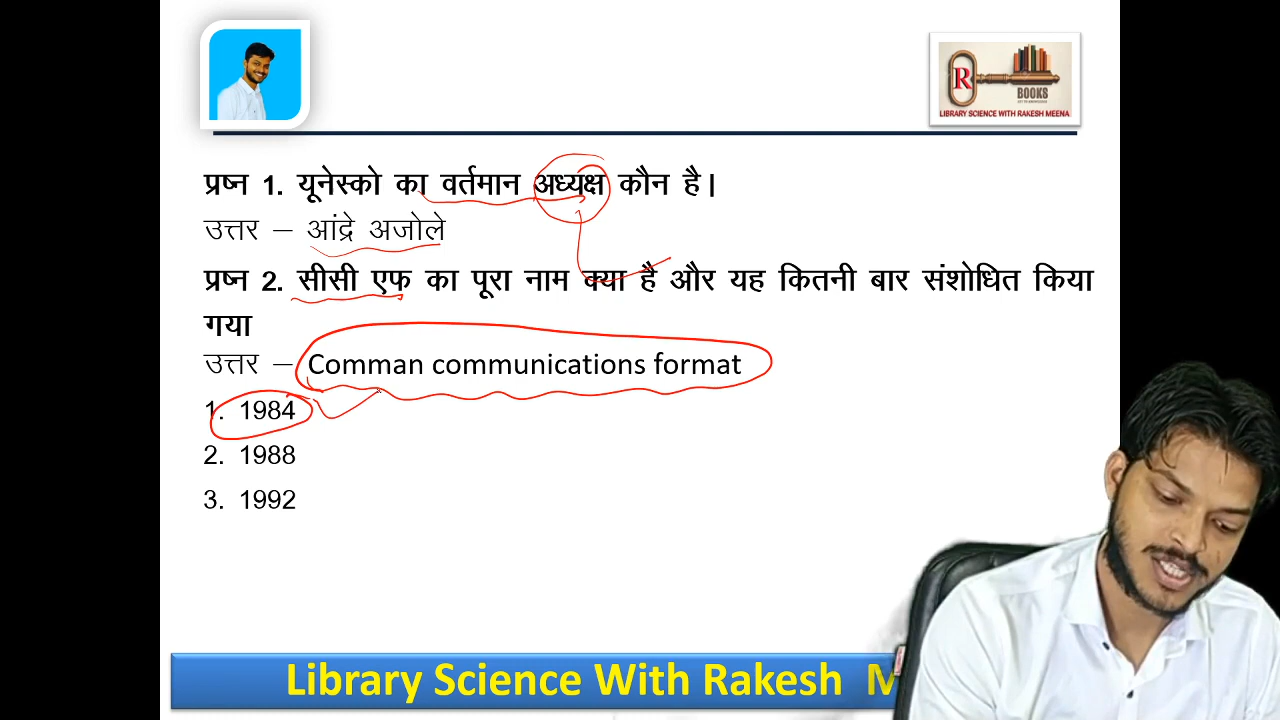 R
BOOKS
LIBRARY SCIENCE WITH RAKESH MEENA
प्रश्न 1. यूनेस्को का वर्तमान अध्यक्ष कौन है।
उत्तर – आंद्रे अजोले
प्रश्न 2. सीसी एफ का पूरा नाम क्या है और यह कितनी बार संशोधित किया
गया
उत्तर – Comman communications format
1. 1984
2. 1988
3. 1992
Library Science With Rakesh M